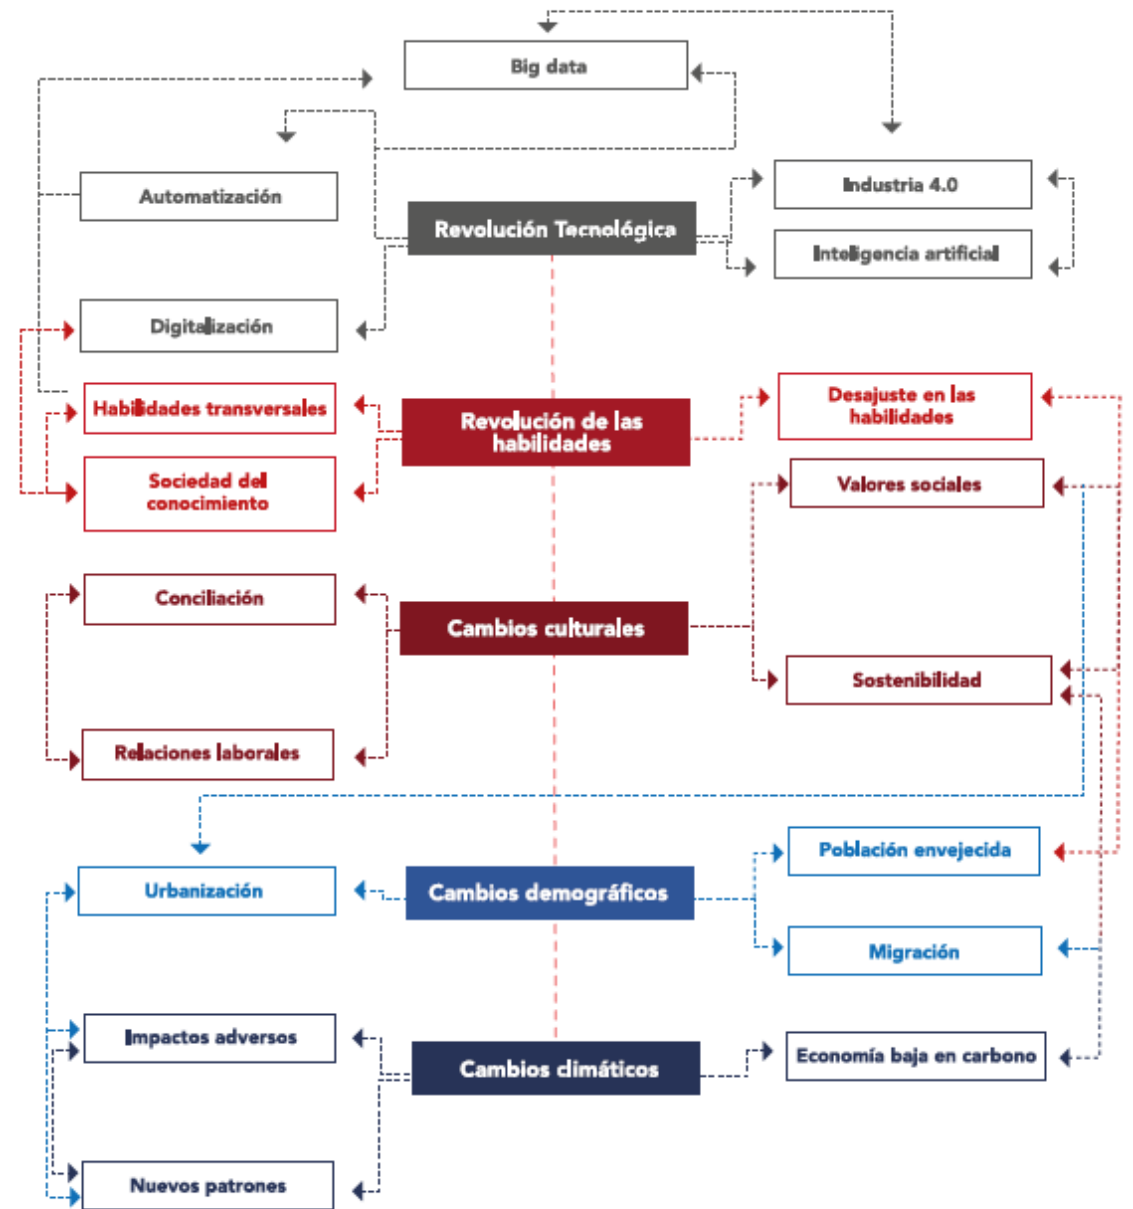 Big data
Automatización
Industria 4.0
Revolución Tecnológica
Inteligencia artificial
Digitalización
Habilidades transversales
Revolución de las
habilidades
Desajuste en las
habilidades
Sociedad del
conocimiento
Valores sociales
Conciliación
Cambios culturales
Sostenibilidad
Relaciones laborales
Población envejecida
Urbanización
Cambios demográficos
Migración
Impactos adversos
Cambios climáticos
Economía baja en carbono
Nuevos patrones